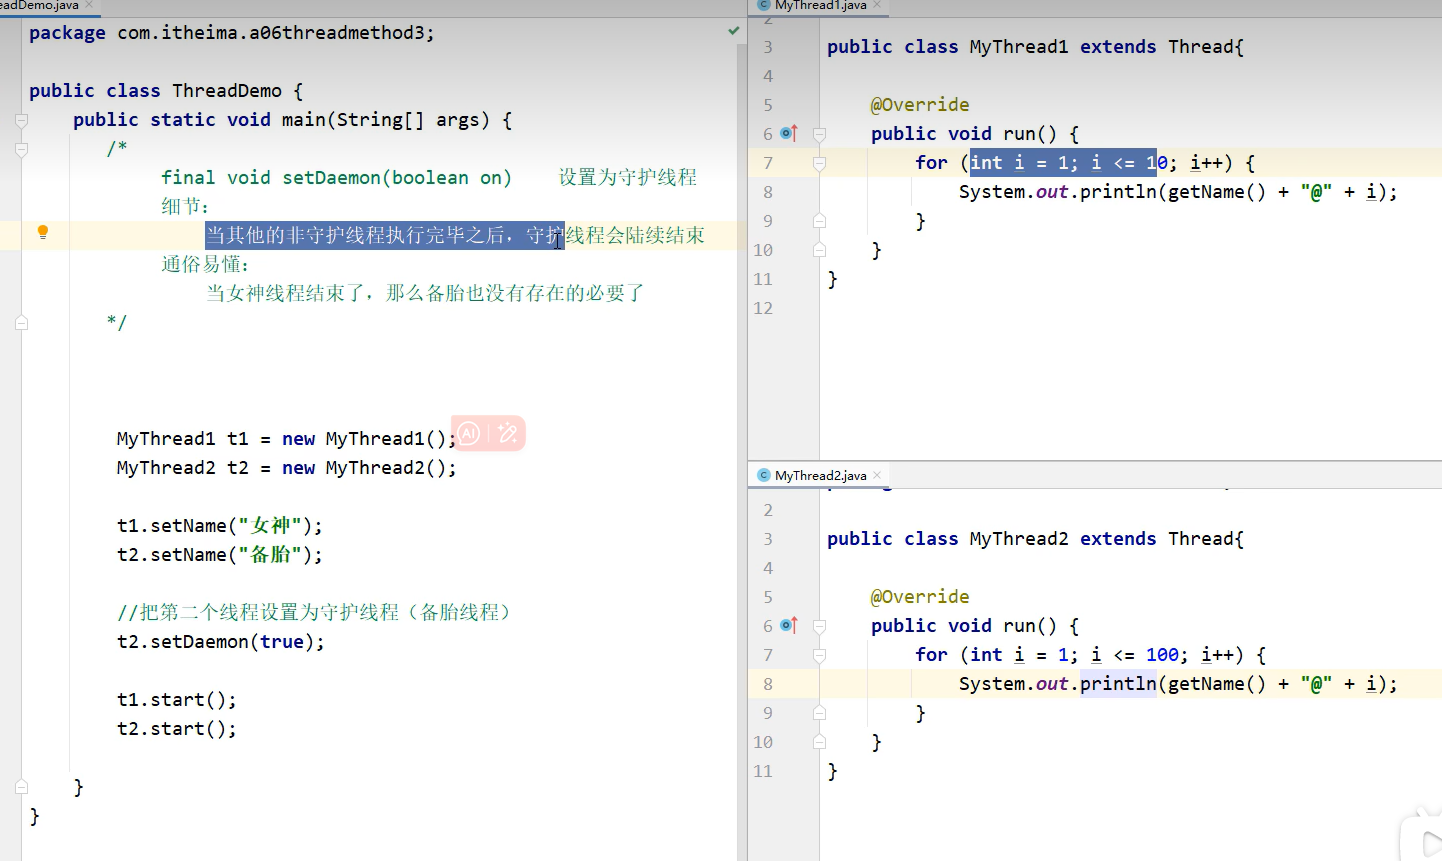 eadDemo.java
package com.itheima.a06threadmethod3;
public class ThreadDemo {
public static void main(String[] args) {
/*
final void setDaemon(boolean on) 设置为守护线程
细节：
当其他的非守护线程执行完毕之后，守护线程会陆续结束
通俗易懂：
当女神线程结束了，那么备胎也没有存在的必要了
*/
MyThread1 t1 = new MyThread1();
AI
MyThread2 t2 = new MyThread2();
t1.setName("女神");
t2.setName("备胎");
//把第二个线程设置为守护线程（备胎线程）
t2.setDaemon(true);
t1.start();
t2.start();
}
}
MyThread1.java
2
3 public class MyThread1 extends Thread{
4
5 @Override
6 public void run() {
7 for (int i = 1; i <= 10; i++) {
8 System.out.println(getName() + "@" + i);
9 }
10 }
11 }
12
MyThread2.java
2
3 public class MyThread2 extends Thread{
4
5 @Override
6 public void run() {
7 for (int i = 1; i <= 100; i++) {
8 System.out.println(getName() + "@" + i);
9 }
10 }
11 }